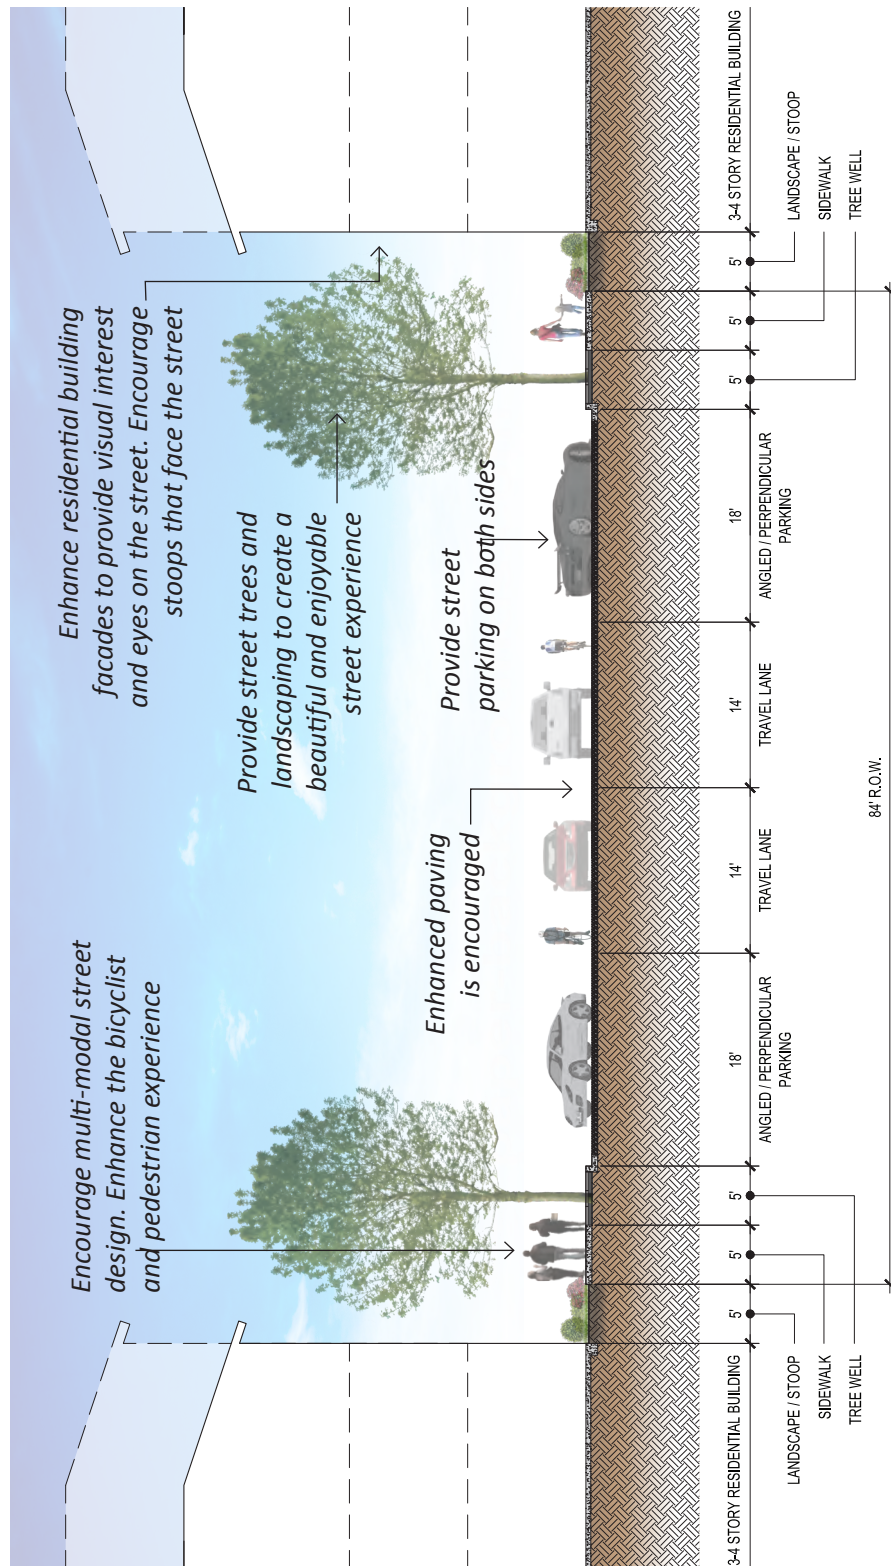 Encourage multi-modal street
design. Enhance the bicyclist
and pedestrian experience
Enhance residential building
facades to provide visual interest
and eyes on the street. Encourage
stoops that face the street
Provide street trees and
landscaping to create a
beautiful and enjoyable
street experience
Enhanced paving
is encouraged
Provide street
parking on both sides
3-4 STORY RESIDENTIAL BUILDING
5'
5'
5'
18'
14'
14'
18'
5'
5'
5'
3-4 STORY RESIDENTIAL BUILDING
ANGLED / PERPENDICULAR
PARKING
TRAVEL LANE
TRAVEL LANE
ANGLED / PERPENDICULAR
PARKING
LANDSCAPE / STOOP
SIDEWALK
TREE WELL
LANDSCAPE / STOOP
SIDEWALK
TREE WELL
84' R.O.W.